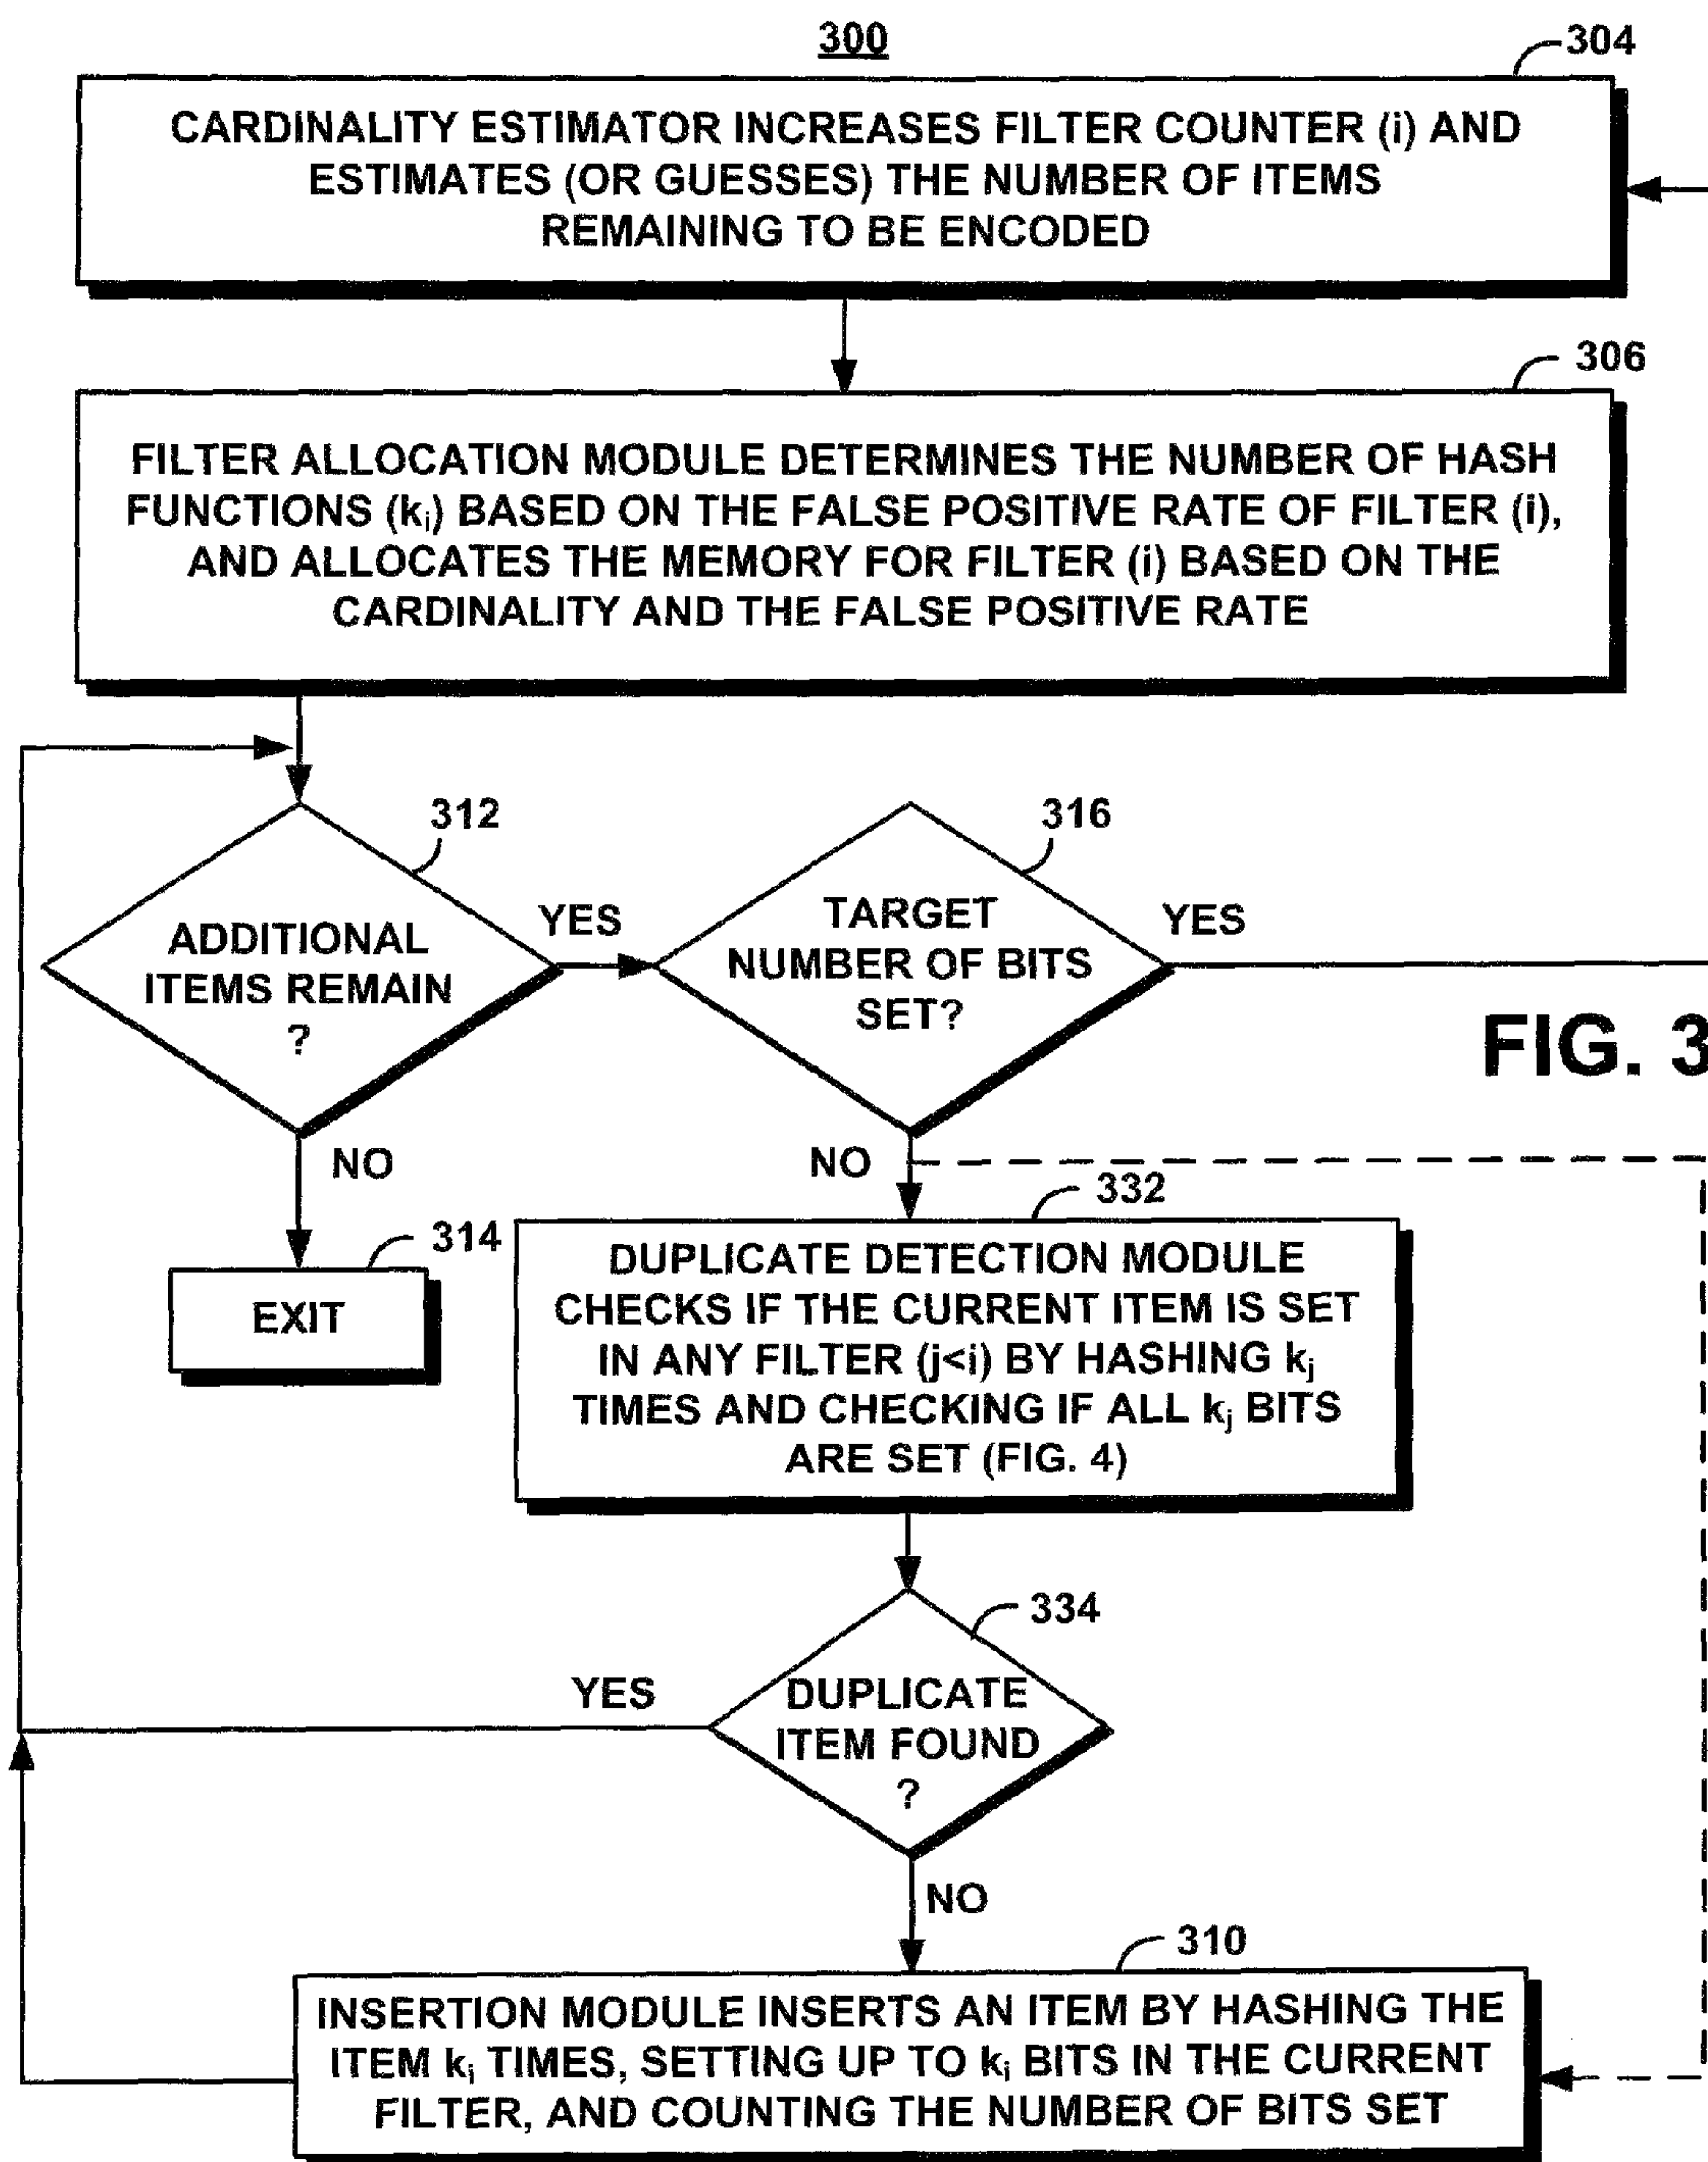 300
304
CARDINALITY ESTIMATOR INCREASES FILTER COUNTER (i) AND
ESTIMATES (OR GUESSES) THE NUMBER OF ITEMS
REMAINING TO BE ENCODED
306
FILTER ALLOCATION MODULE DETERMINES THE NUMBER OF HASH
FUNCTIONS (kᵢ) BASED ON THE FALSE POSITIVE RATE OF FILTER (i),
AND ALLOCATES THE MEMORY FOR FILTER (i) BASED ON THE
CARDINALITY AND THE FALSE POSITIVE RATE
312
ADDITIONAL
ITEMS REMAIN
?
YES
316
TARGET
NUMBER OF BITS
SET?
YES
FIG. 3
NO
314
EXIT
NO
332
DUPLICATE DETECTION MODULE
CHECKS IF THE CURRENT ITEM IS SET
IN ANY FILTER (j<i) BY HASHING kⱼ
TIMES AND CHECKING IF ALL kⱼ BITS
ARE SET (FIG. 4)
334
DUPLICATE
ITEM FOUND
?
YES
NO
310
INSERTION MODULE INSERTS AN ITEM BY HASHING THE
ITEM kᵢ TIMES, SETTING UP TO kᵢ BITS IN THE CURRENT
FILTER, AND COUNTING THE NUMBER OF BITS SET